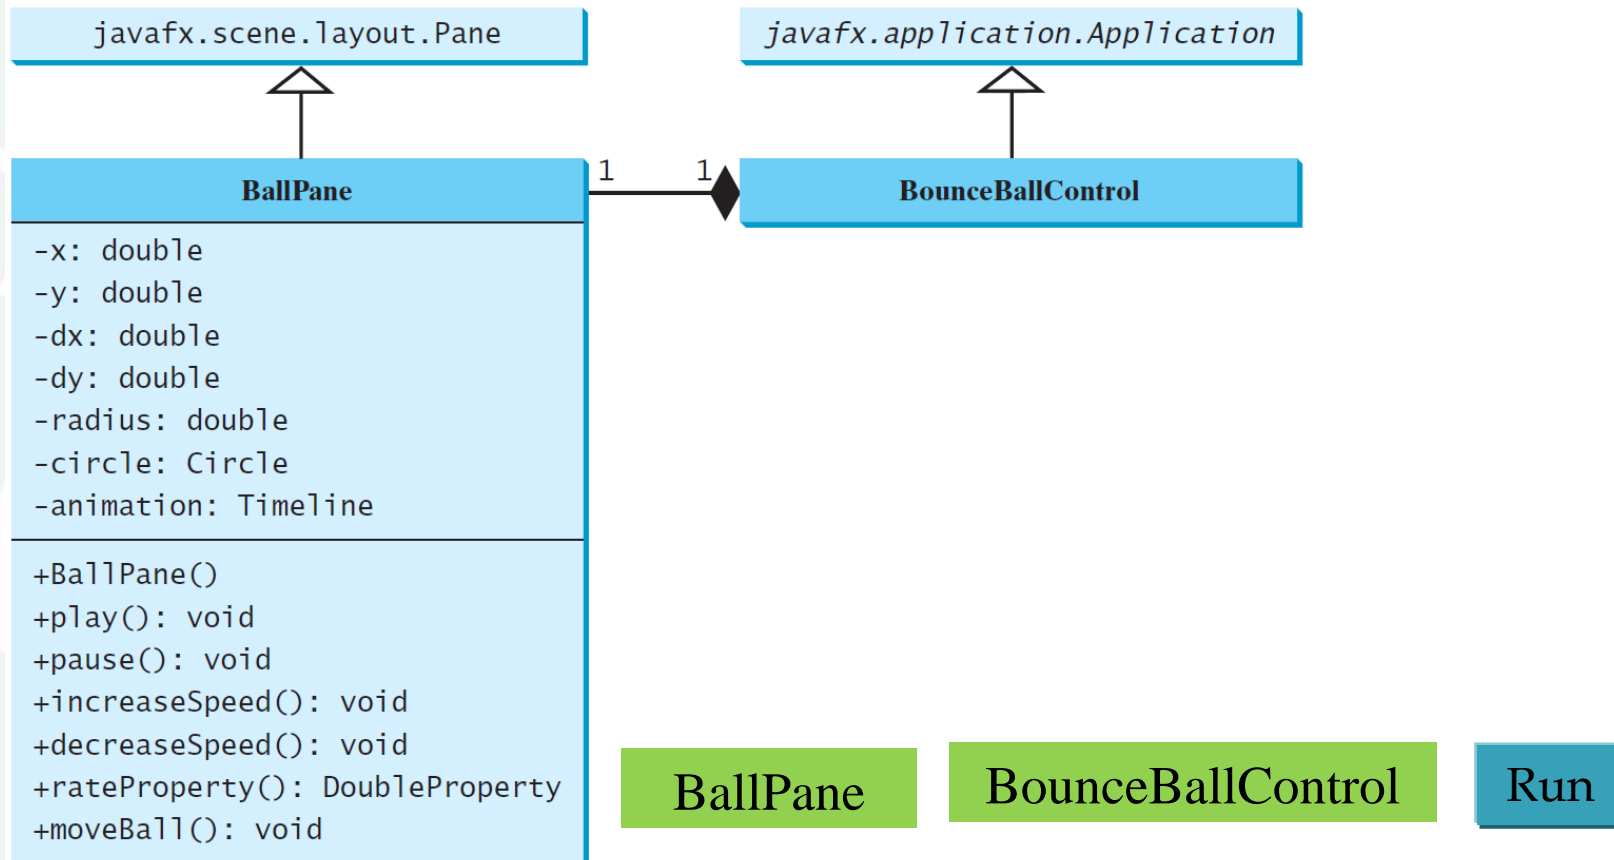 javafx.scene.layout.Pane
javafx.application.Application
BallPane
1
1
BounceBallControl
-x: double
-y: double
-dx: double
-dy: double
-radius: double
-circle: Circle
-animation: Timeline
+BallPane()
+play(): void
+pause(): void
+increaseSpeed(): void
+decreaseSpeed(): void
+rateProperty(): DoubleProperty
+moveBall(): void
BallPane
BounceBallControl
Run